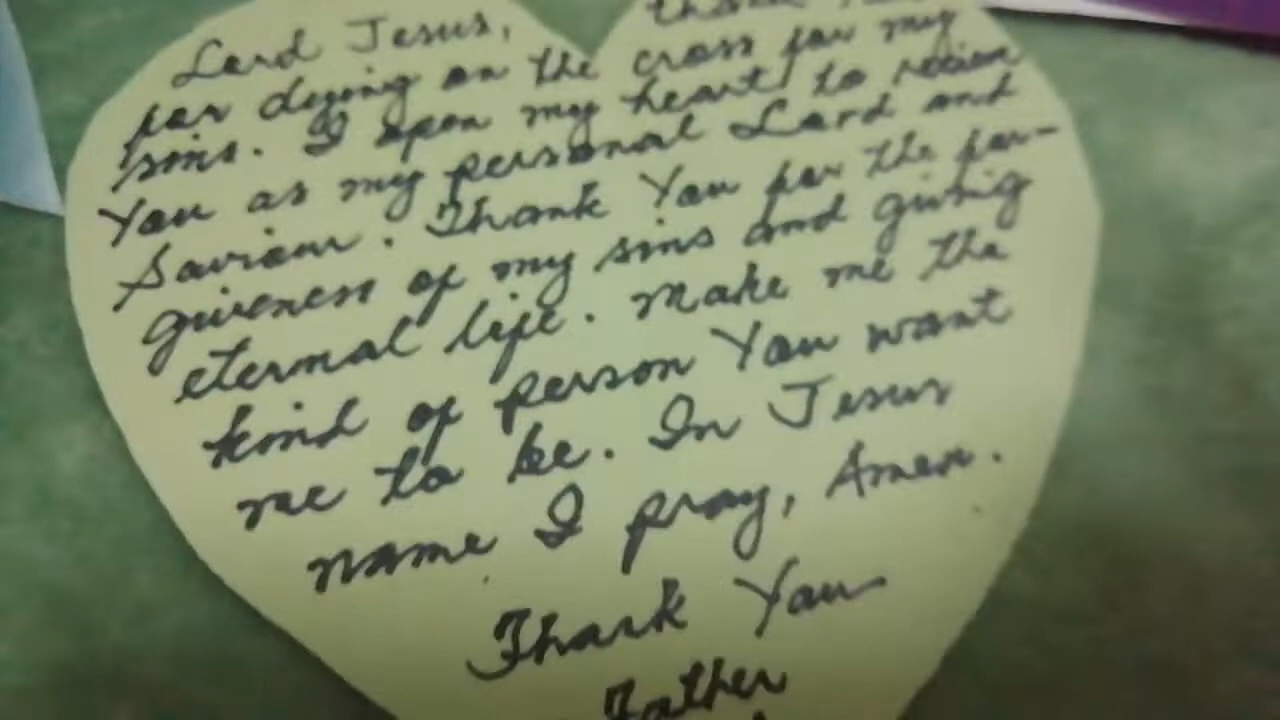 Lord Jesus, thank
for dying on the cross for my
sins. I open my heart to receive
You as my personal Lord and
Saviour. Thank You for the for-
giveness of my sins and giving
eternal life. Make me the
kind of person You want
me to be. In Jesus
name I pray, Amen.
Thank You
Father